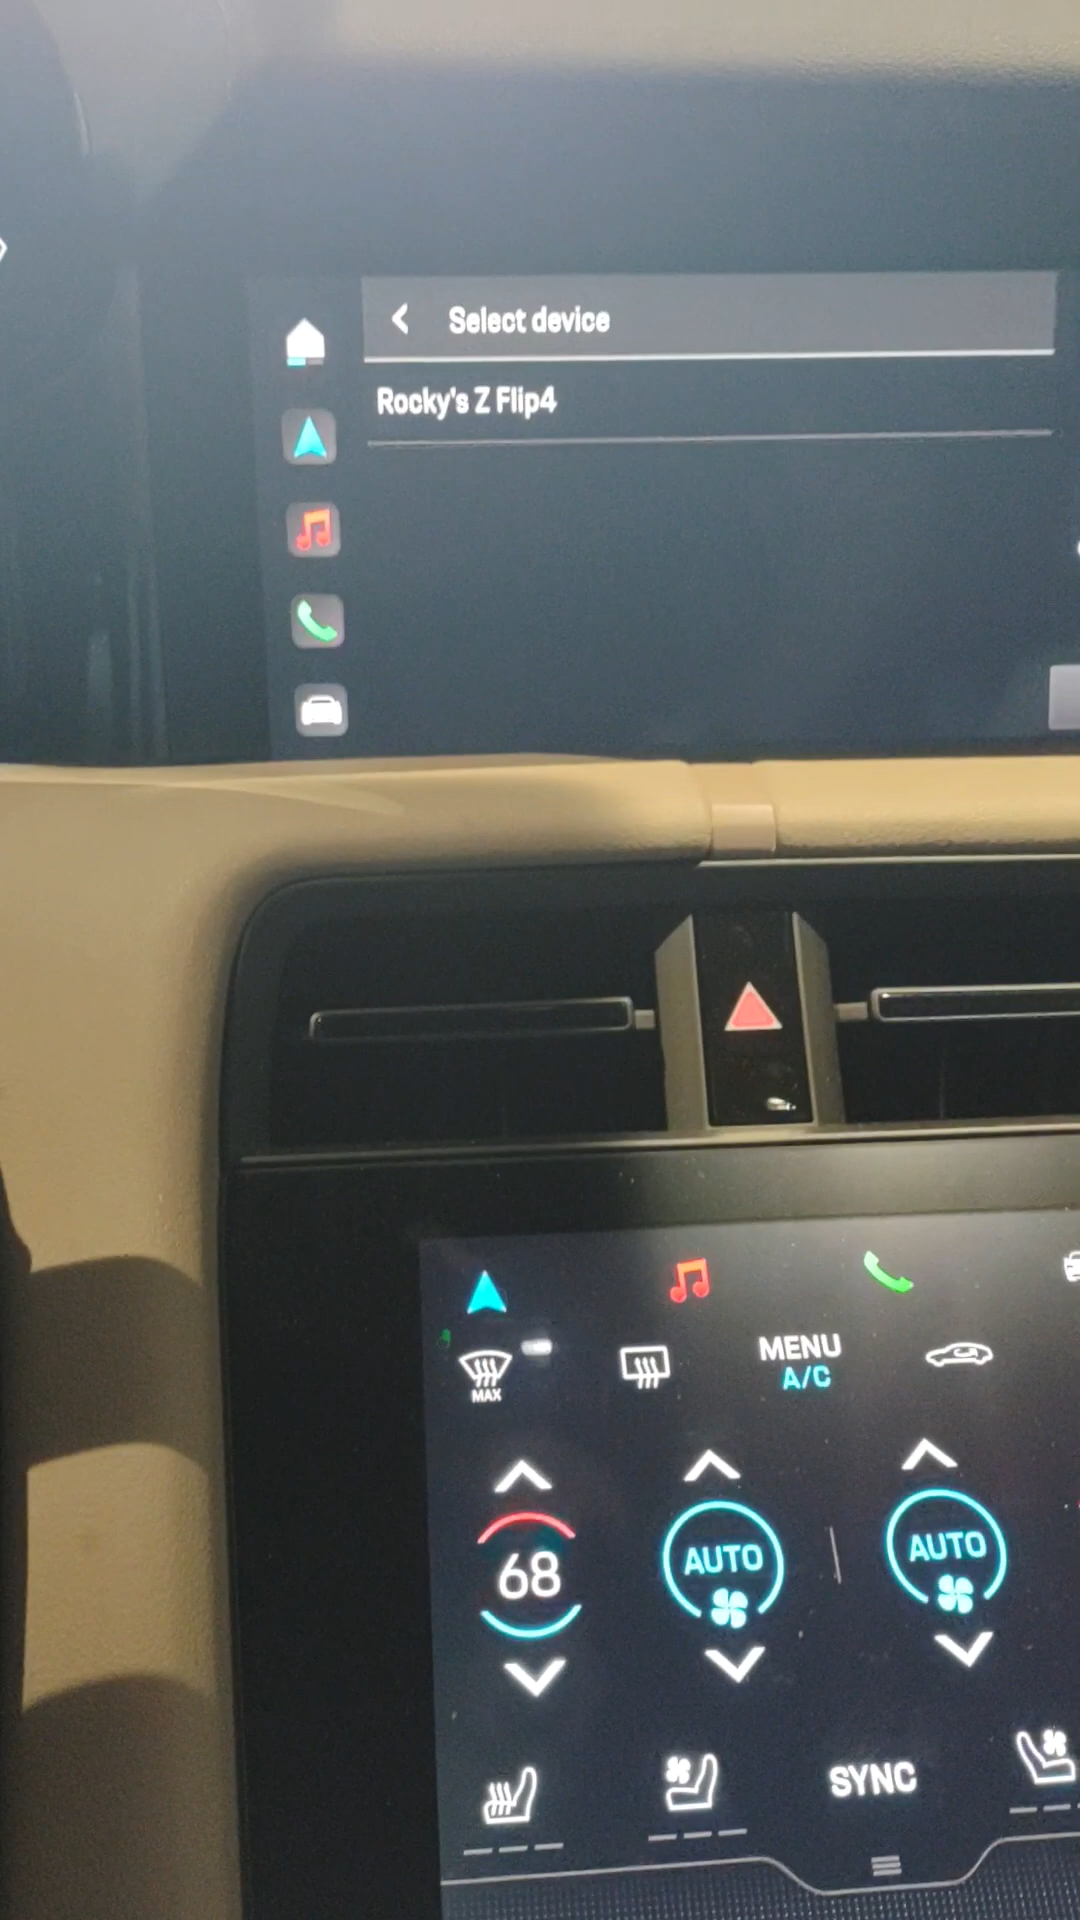 Select device
Rocky's Z Flip4
MENU
A/C
MAX
68
AUTO
AUTO
SYNC